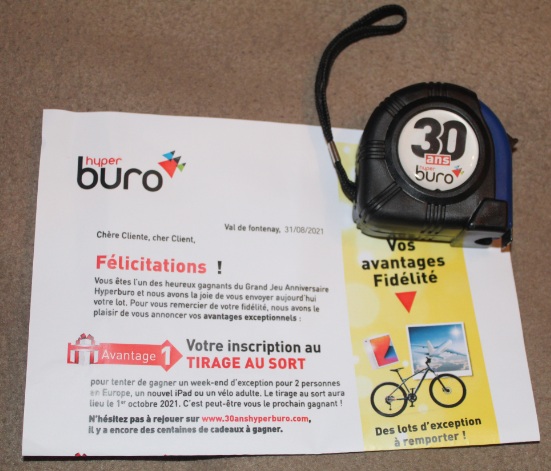 hyper
buro
30
ans
hyper
buro
Val de fontenay, 31/08/2021
Chère Cliente, cher Client,
Félicitations !
Vous êtes l'un des heureux gagnants du Grand Jeu Anniversaire
Hyperburo et nous avons la joie de vous envoyer aujourd'hui
votre lot. Pour vous remercier de votre fidélité, nous avons le
plaisir de vous annoncer vos avantages exceptionnels :
Avantage 1
Votre inscription au
TIRAGE AU SORT
pour tenter de gagner un week-end d'exception pour 2 personnes
en Europe, un nouvel iPad ou un vélo adulte. Le tirage au sort aura
lieu le 1er octobre 2021. C'est peut-être vous le prochain gagnant !
N'hésitez pas à rejouer sur www.30anshyperburo.com,
il y a encore des centaines de cadeaux à gagner.
Vos
avantages
Fidélité
Des lots d'exception
à remporter !